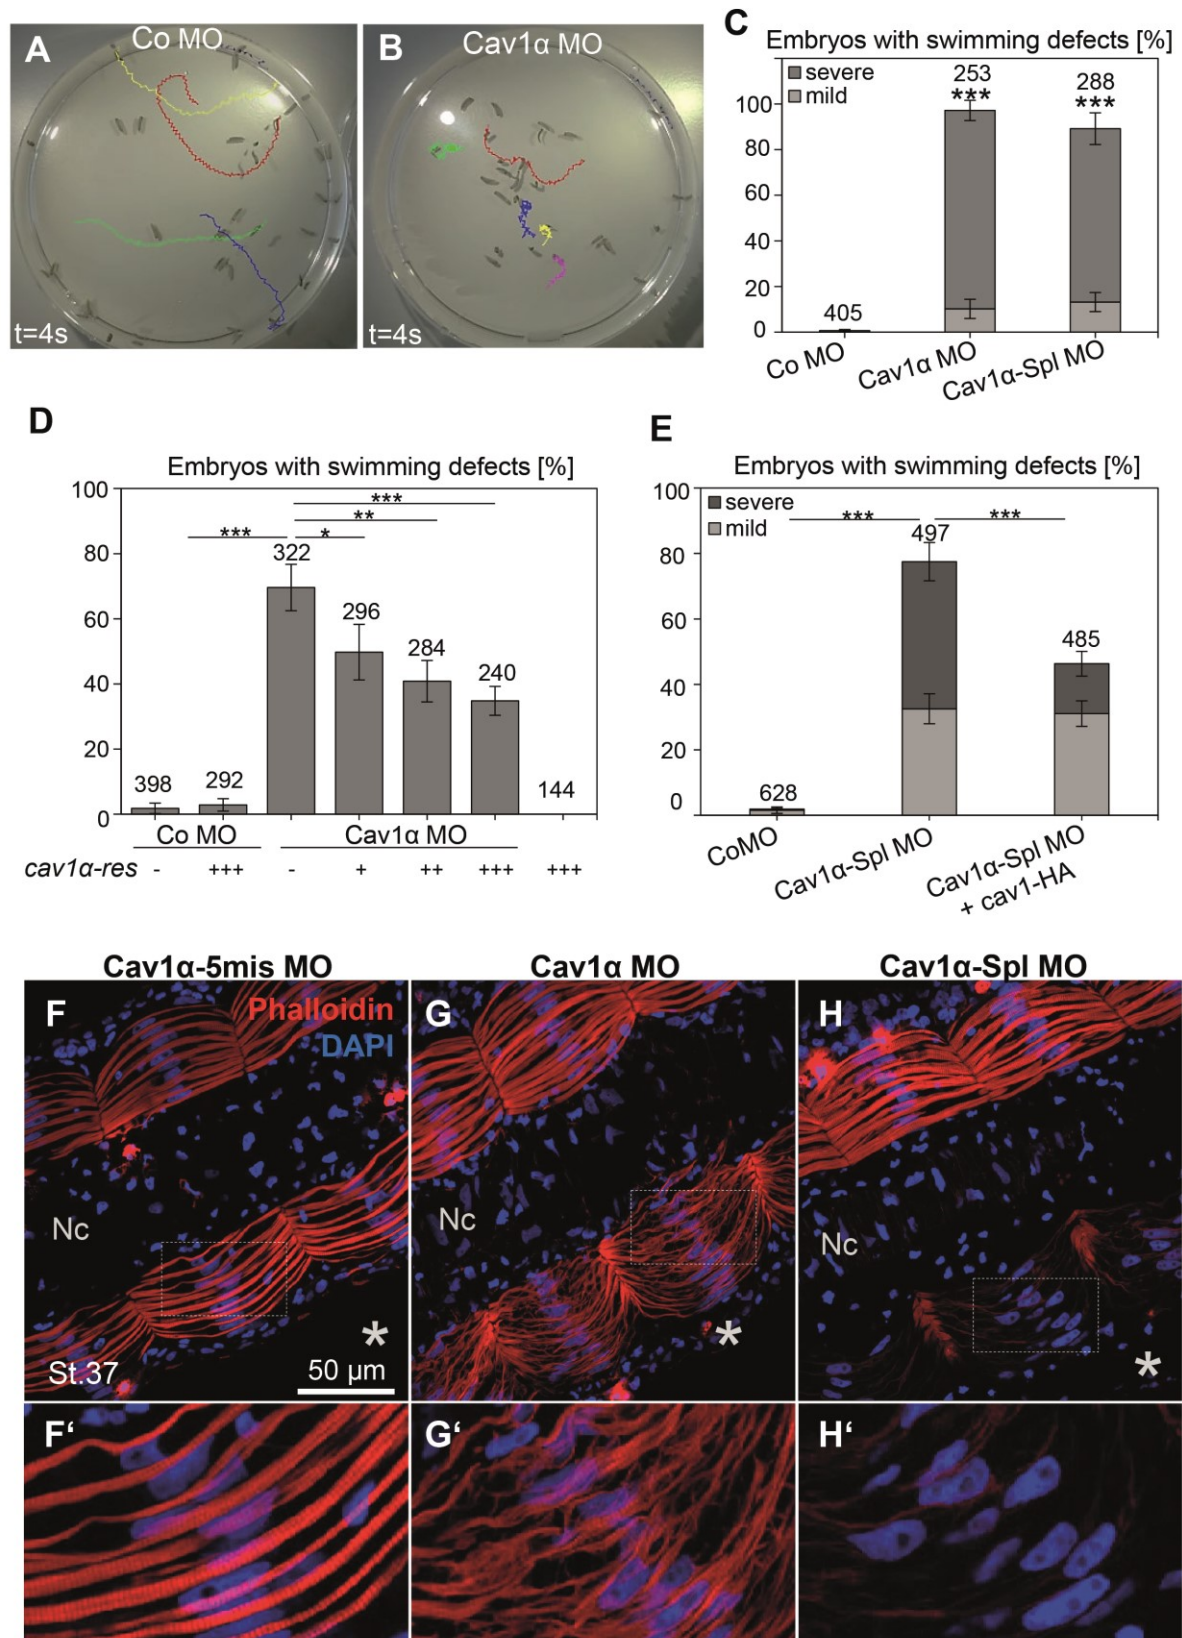 A
Co MO
t=4s
B
Cav1α MO
t=4s
C
Embryos with swimming defects [%]
severe
mild
253
***
288
***
405
100
80
60
40
20
0
Co MO
Cav1α MO
Cav1α-Spl MO
D
Embryos with swimming defects [%]
100
80
60
40
20
0
***
**
*** *
322
296
284
240
398
292
144
Co MO
Cav1α MO
cav1α-res - +++ - + ++ +++ +++
E
Embryos with swimming defects [%]
severe
mild
100
80
60
40
20
0
***
***
497
485
628
CoMO
Cav1α-Spl MO
Cav1α-Spl MO
+ cav1-HA
Cav1α-5mis MO
Cav1α MO
Cav1α-Spl MO
F
Phalloidin
DAPI
Nc
*
St.37
50 µm
G
Nc
*
H
Nc
*
F‘
G‘
H‘